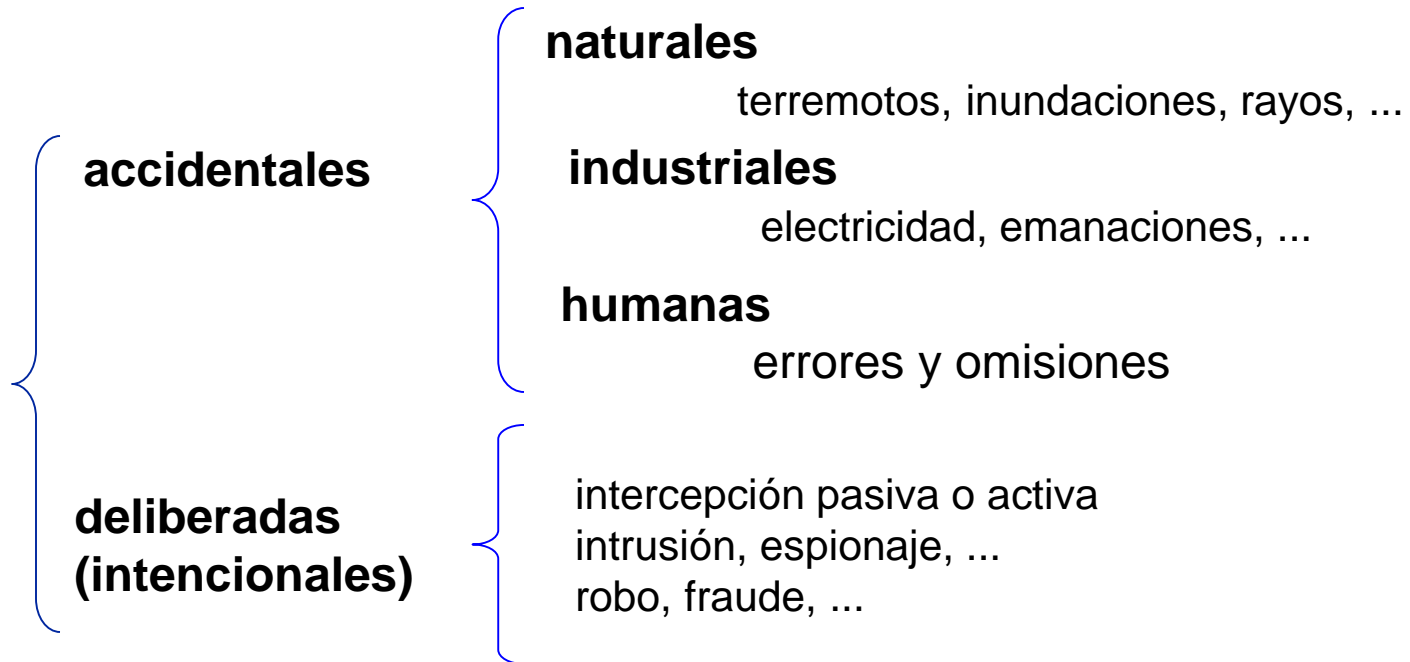 naturales
terremotos, inundaciones, rayos, ...
accidentales
industriales
electricidad, emanaciones, ...
humanas
errores y omisiones
deliberadas
(intencionales)
intercepción pasiva o activa
intrusión, espionaje, ...
robo, fraude, ...